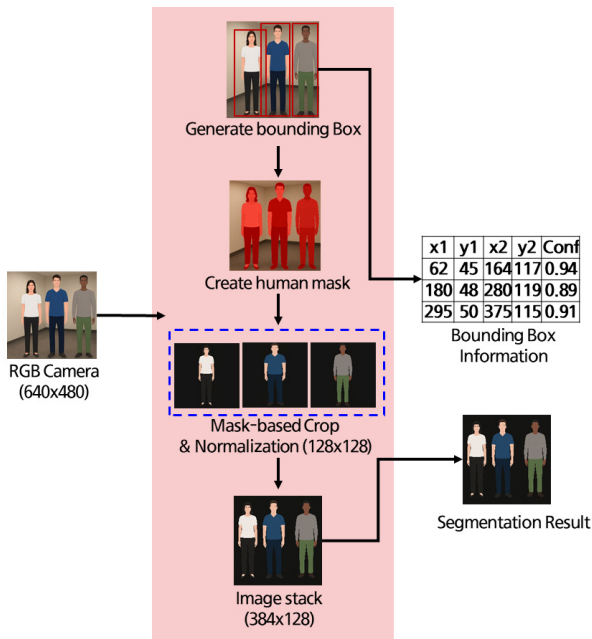 Generate bounding Box
Create human mask
RGB Camera
(640x480)
Mask-based Crop
& Normalization (128x128)
Image stack
(384x128)
x1 y1 x2 y2 Conf
62 45 164 117 0.94
180 48 280 119 0.89
295 50 375 115 0.91
Bounding Box
Information
Segmentation Result